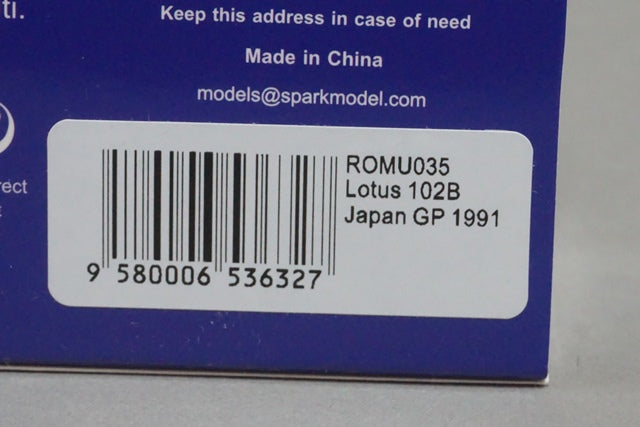 ti.
Keep this address in case of need
Made in China
models@sparkmodel.com
ROMU035
Lotus 102B
Japan GP 1991
9 580006 536327